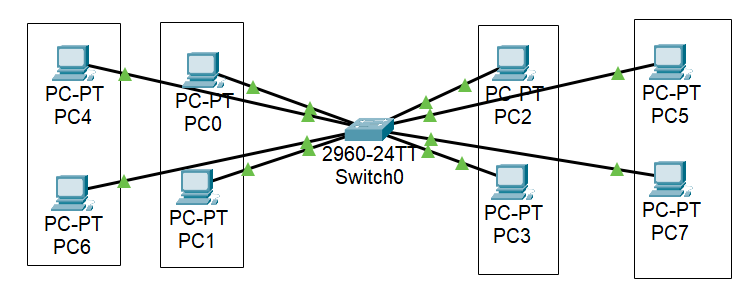 PC-PT
PC4
PC-PT
PC0
PC-PT
PC2
PC-PT
PC5
2960-24TT
Switch0
PC-PT
PC6
PC-PT
PC1
PC-PT
PC3
PC-PT
PC7